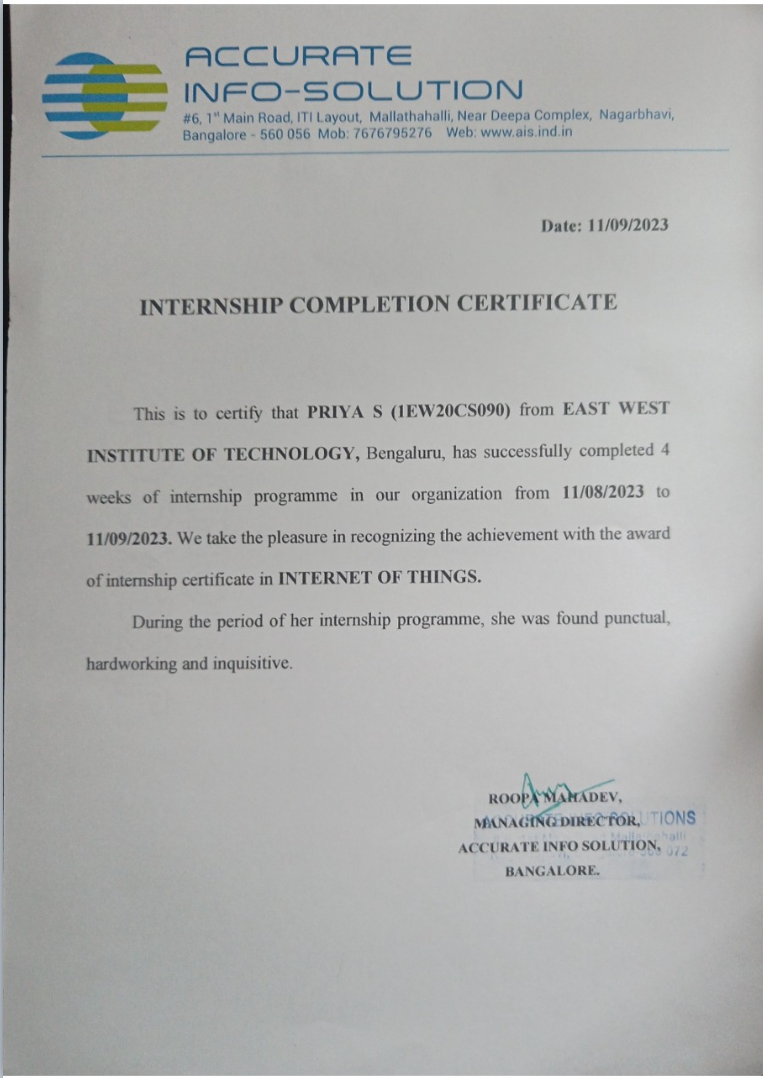 ACCURATE
INFO-SOLUTION
#6, 1st Main Road, ITI Layout, Mallathahalli, Near Deepa Complex, Nagarbhavi,
Bangalore - 560 056 Mob: 7676795276 Web: www.ais.ind.in
Date: 11/09/2023
INTERNSHIP COMPLETION CERTIFICATE
This is to certify that PRIYA S (1EW20CS090) from EAST WEST
INSTITUTE OF TECHNOLOGY, Bengaluru, has successfully completed 4
weeks of internship programme in our organization from 11/08/2023 to
11/09/2023. We take the pleasure in recognizing the achievement with the award
of internship certificate in INTERNET OF THINGS.
During the period of her internship programme, she was found punctual,
hardworking and inquisitive.
ROOPA MAHADEV,
MANAGING DIRECTOR,
ACCURATE INFO SOLUTION,
BANGALORE.